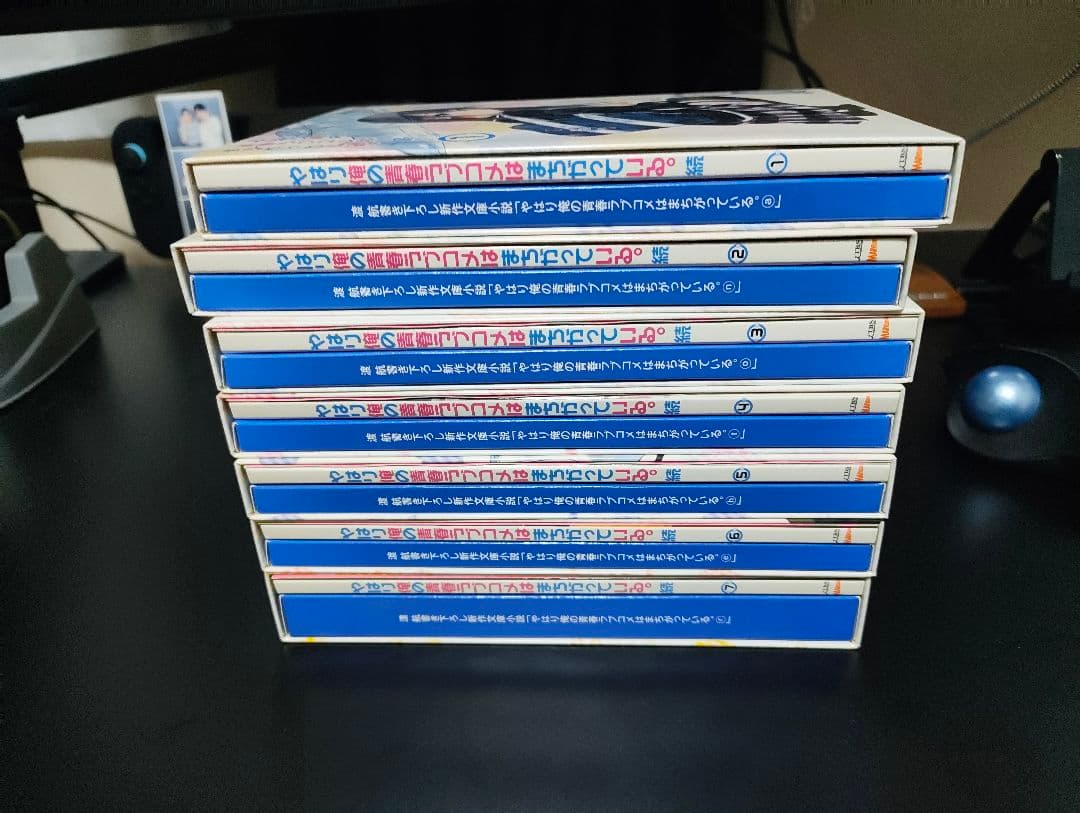 やはり俺の青春ラブコメはまちがっている。続 1
渡 航書き下ろし新作文庫小説「やはり俺の青春ラブコメはまちがっている。ⓐ」
やはり俺の青春ラブコメはまちがっている。続 2
渡 航書き下ろし新作文庫小説「やはり俺の青春ラブコメはまちがっている。ⓝ」
やはり俺の青春ラブコメはまちがっている。続 3
渡 航書き下ろし新作文庫小説「やはり俺の青春ラブコメはまちがっている。ⓞ」
やはり俺の青春ラブコメはまちがっている。続 4
渡 航書き下ろし新作文庫小説「やはり俺の青春ラブコメはまちがっている。ⓣ」
やはり俺の青春ラブコメはまちがっている。続 5
渡 航書き下ろし新作文庫小説「やはり俺の青春ラブコメはまちがっている。ⓗ」
やはり俺の青春ラブコメはまちがっている。続 6
渡 航書き下ろし新作文庫小説「やはり俺の青春ラブコメはまちがっている。ⓔ」
やはり俺の青春ラブコメはまちがっている。続 7
渡 航書き下ろし新作文庫小説「やはり俺の青春ラブコメはまちがっている。ⓡ」